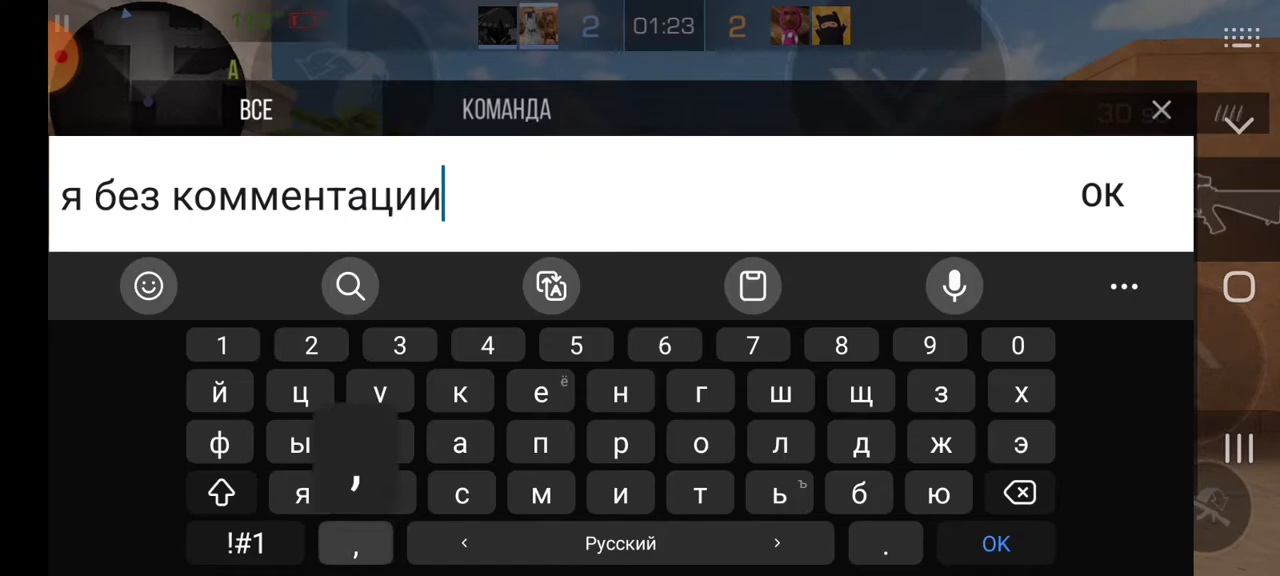 2 01:23 2
A
ВСЕ КОМАНДА
я без комментации ОК
1 2 3 4 5 6 7 8 9 0
й ц у к е ё н г ш щ з х
ф ы а п р о л д ж э
я с м и т ь ъ б ю
,
!#1 , < Русский > . OK